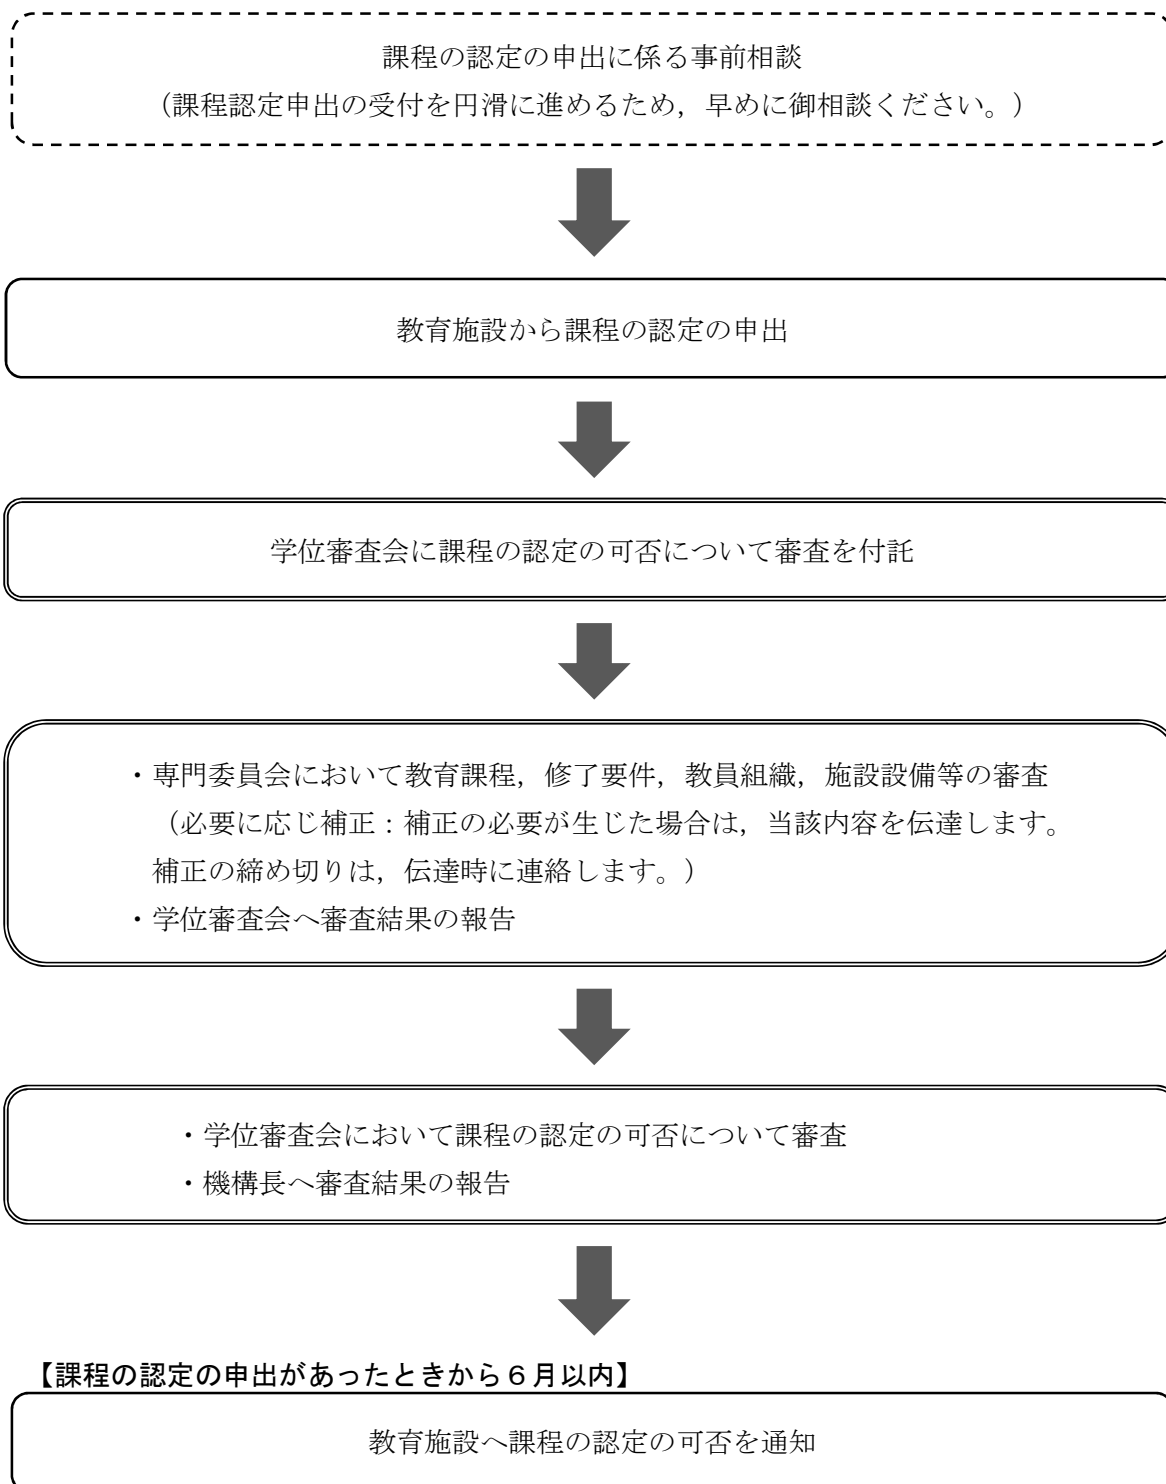 課程の認定の申出に係る事前相談
（課程認定申出の受付を円滑に進めるため，早めに御相談ください。）
教育施設から課程の認定の申出
学位審査会に課程の認定の可否について審査を付託
・専門委員会において教育課程，修了要件，教員組織，施設設備等の審査
（必要に応じ補正：補正の必要が生じた場合は，当該内容を伝達します。
補正の締め切りは，伝達時に連絡します。）
・学位審査会へ審査結果の報告
・学位審査会において課程の認定の可否について審査
・機構長へ審査結果の報告
【課程の認定の申出があったときから６月以内】
教育施設へ課程の認定の可否を通知